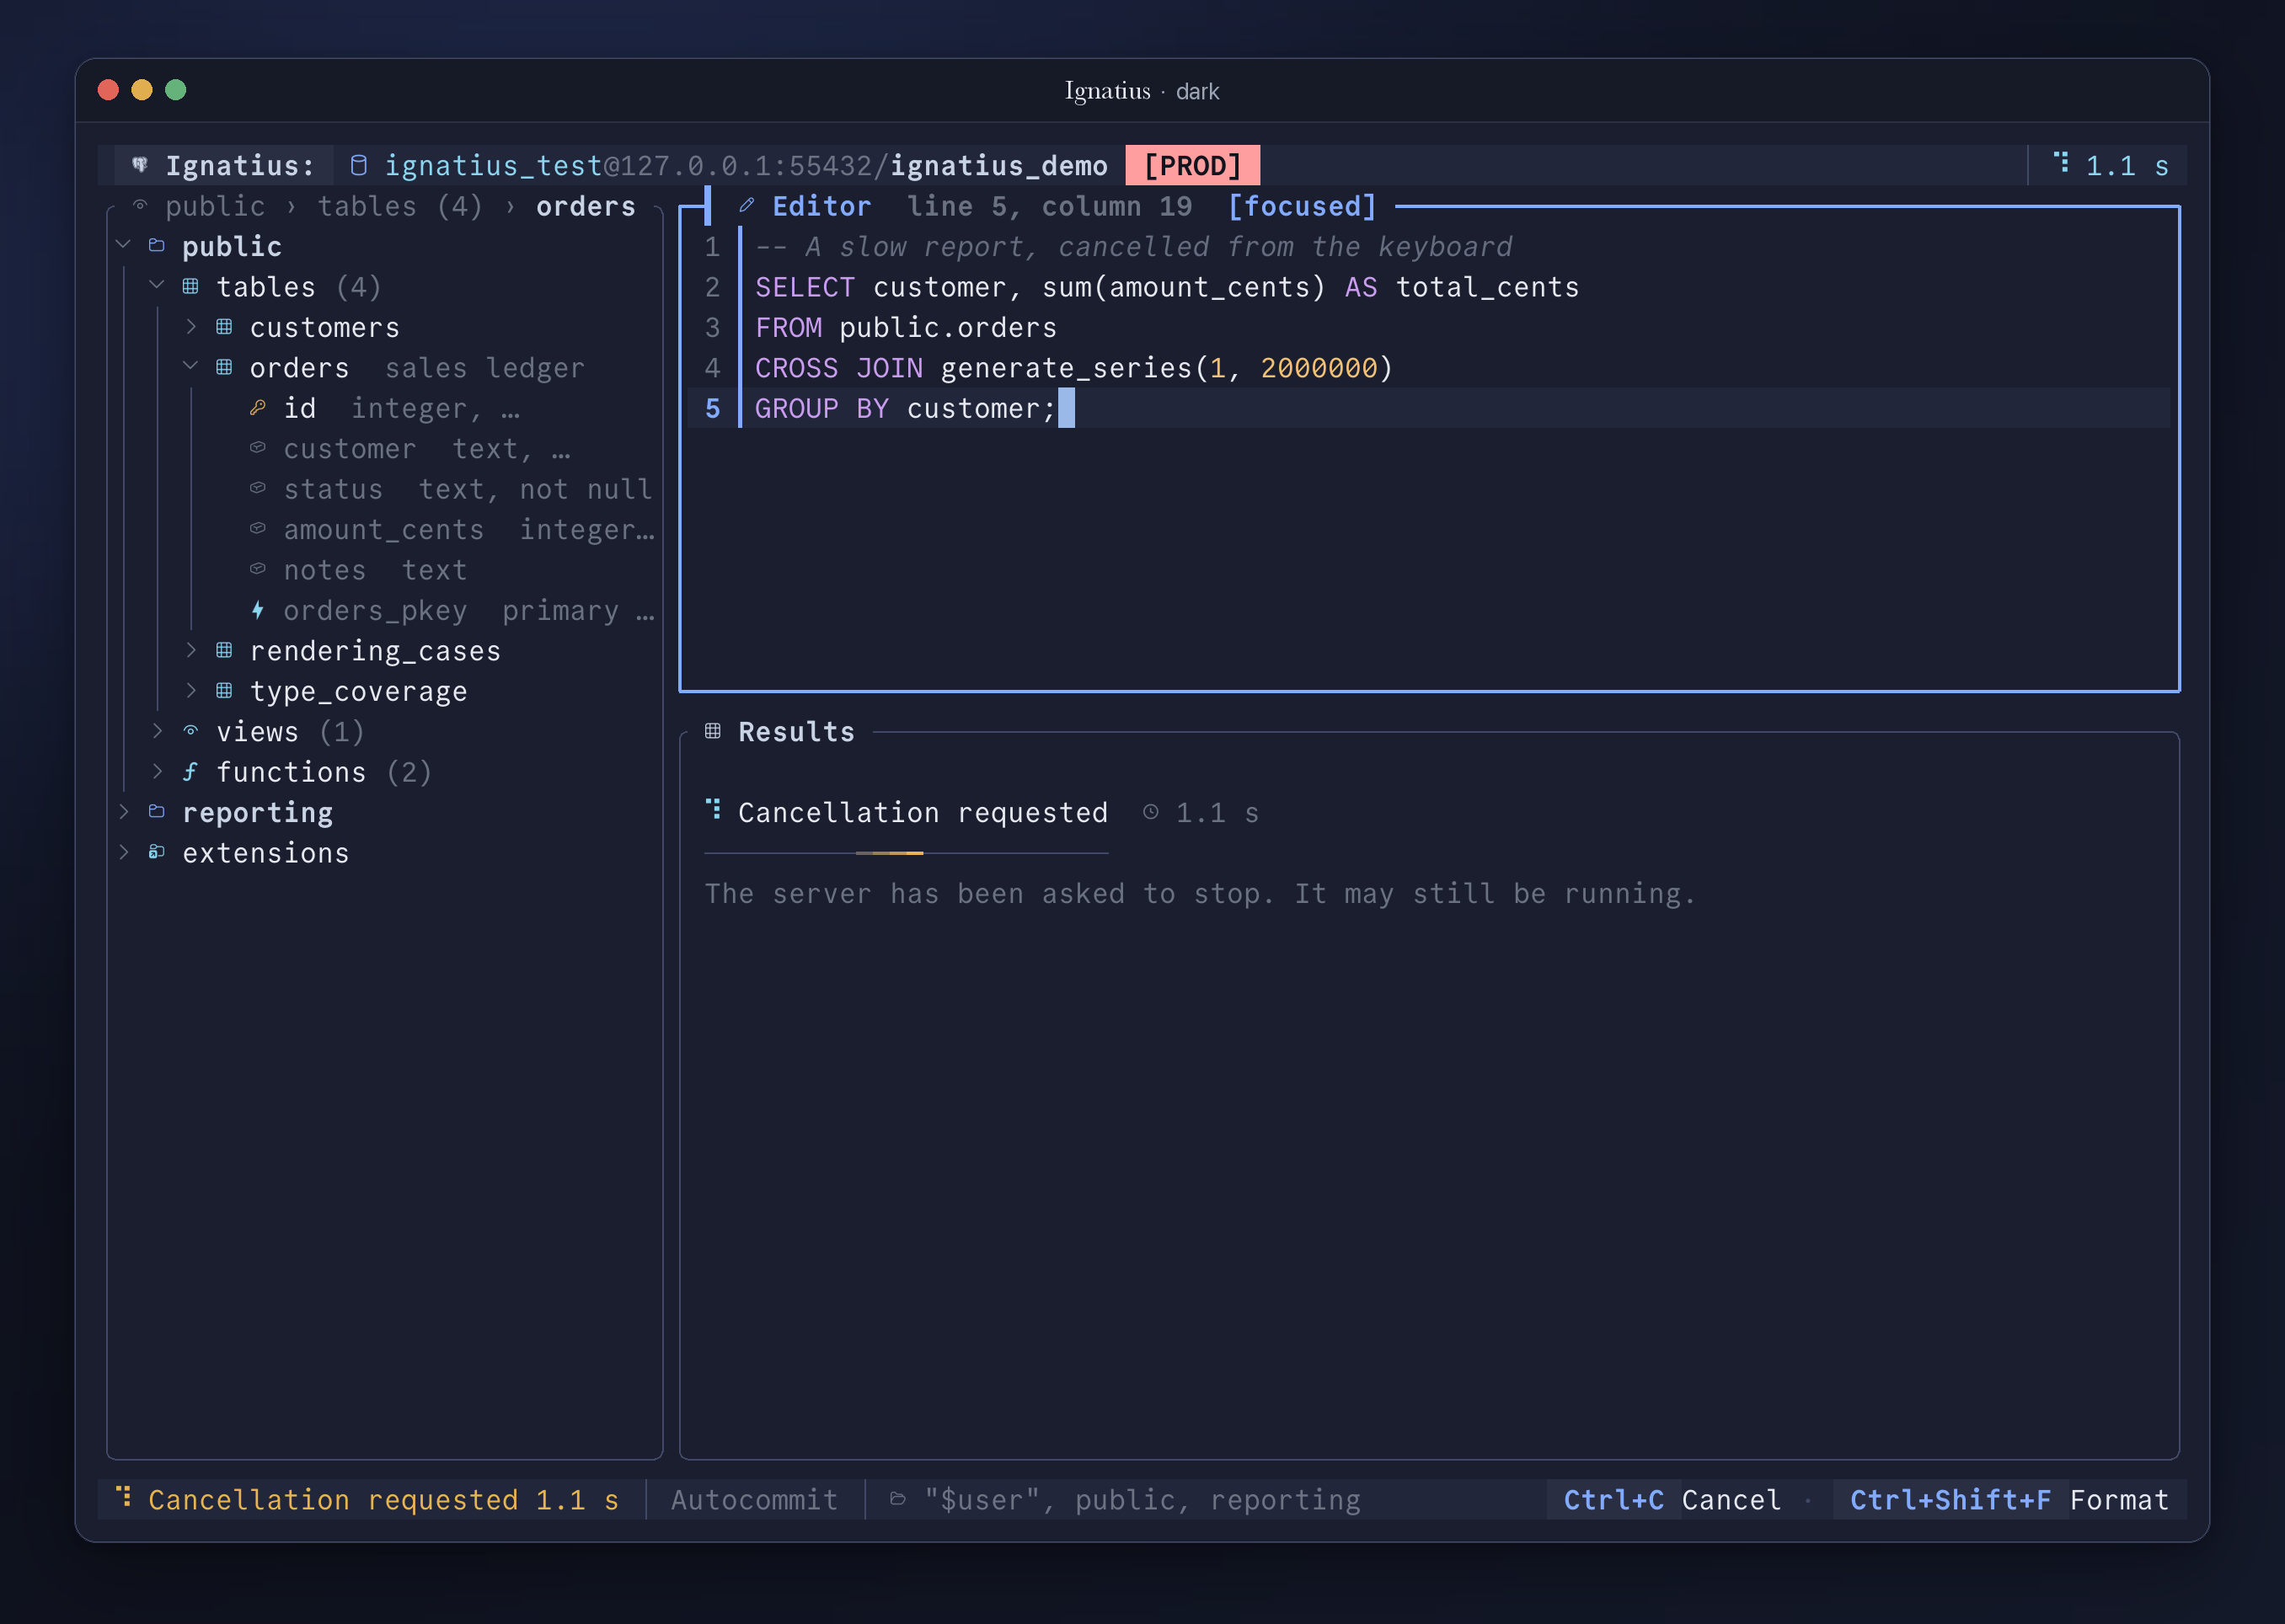 Ignatius · dark
Ignatius: ignatius_test@127.0.0.1:55432/ignatius_demo [PROD] 1.1 s
public › tables (4) › orders
public
tables (4)
customers
orders sales ledger
id integer, …
customer text, …
status text, not null
amount_cents integer…
notes text
orders_pkey primary …
rendering_cases
type_coverage
views (1)
functions (2)
reporting
extensions
Editor line 5, column 19 [focused]
1 -- A slow report, cancelled from the keyboard
2 SELECT customer, sum(amount_cents) AS total_cents
3 FROM public.orders
4 CROSS JOIN generate_series(1, 2000000)
5 GROUP BY customer;
Results
Cancellation requested 1.1 s
The server has been asked to stop. It may still be running.
Cancellation requested 1.1 s Autocommit "$user", public, reporting Ctrl+C Cancel · Ctrl+Shift+F Format